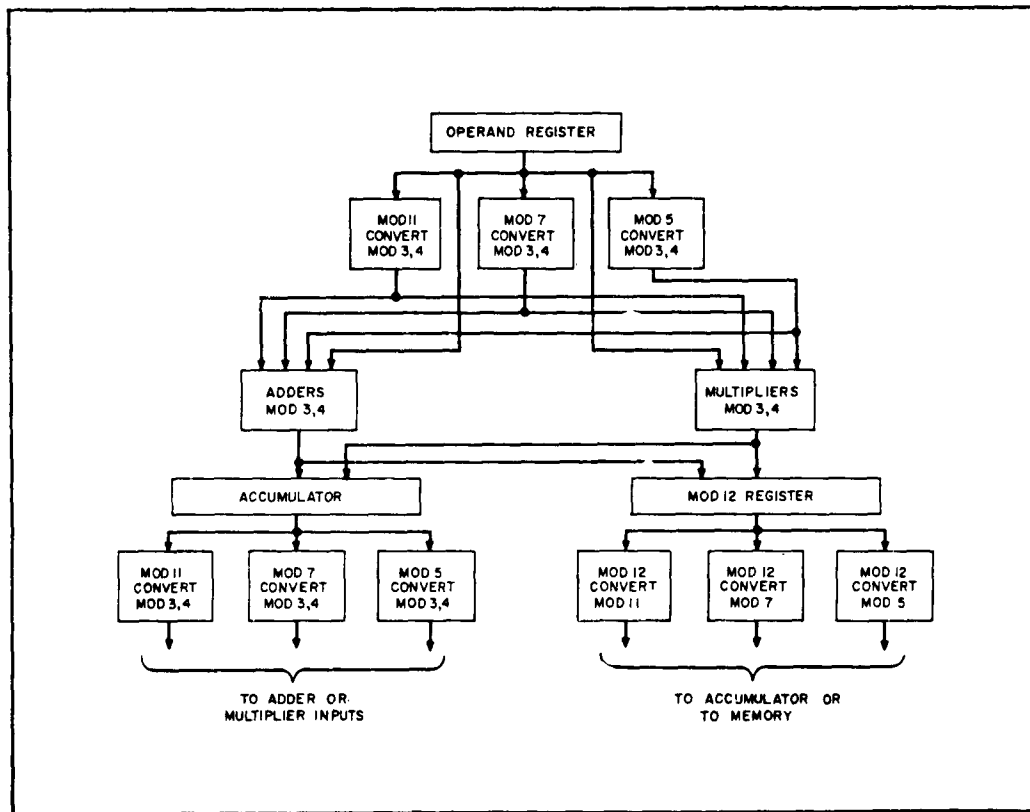 OPERAND REGISTER
MOD 11
CONVERT
MOD 3,4
MOD 7
CONVERT
MOD 3,4
MOD 5
CONVERT
MOD 3,4
ADDERS
MOD 3,4
MULTIPLIERS
MOD 3,4
ACCUMULATOR
MOD 12 REGISTER
MOD 11
CONVERT
MOD 3,4
MOD 7
CONVERT
MOD 3,4
MOD 5
CONVERT
MOD 3,4
MOD 12
CONVERT
MOD 11
MOD 12
CONVERT
MOD 7
MOD 12
CONVERT
MOD 5
TO ADDER OR
MULTIPLIER INPUTS
TO ACCUMULATOR OR
TO MEMORY